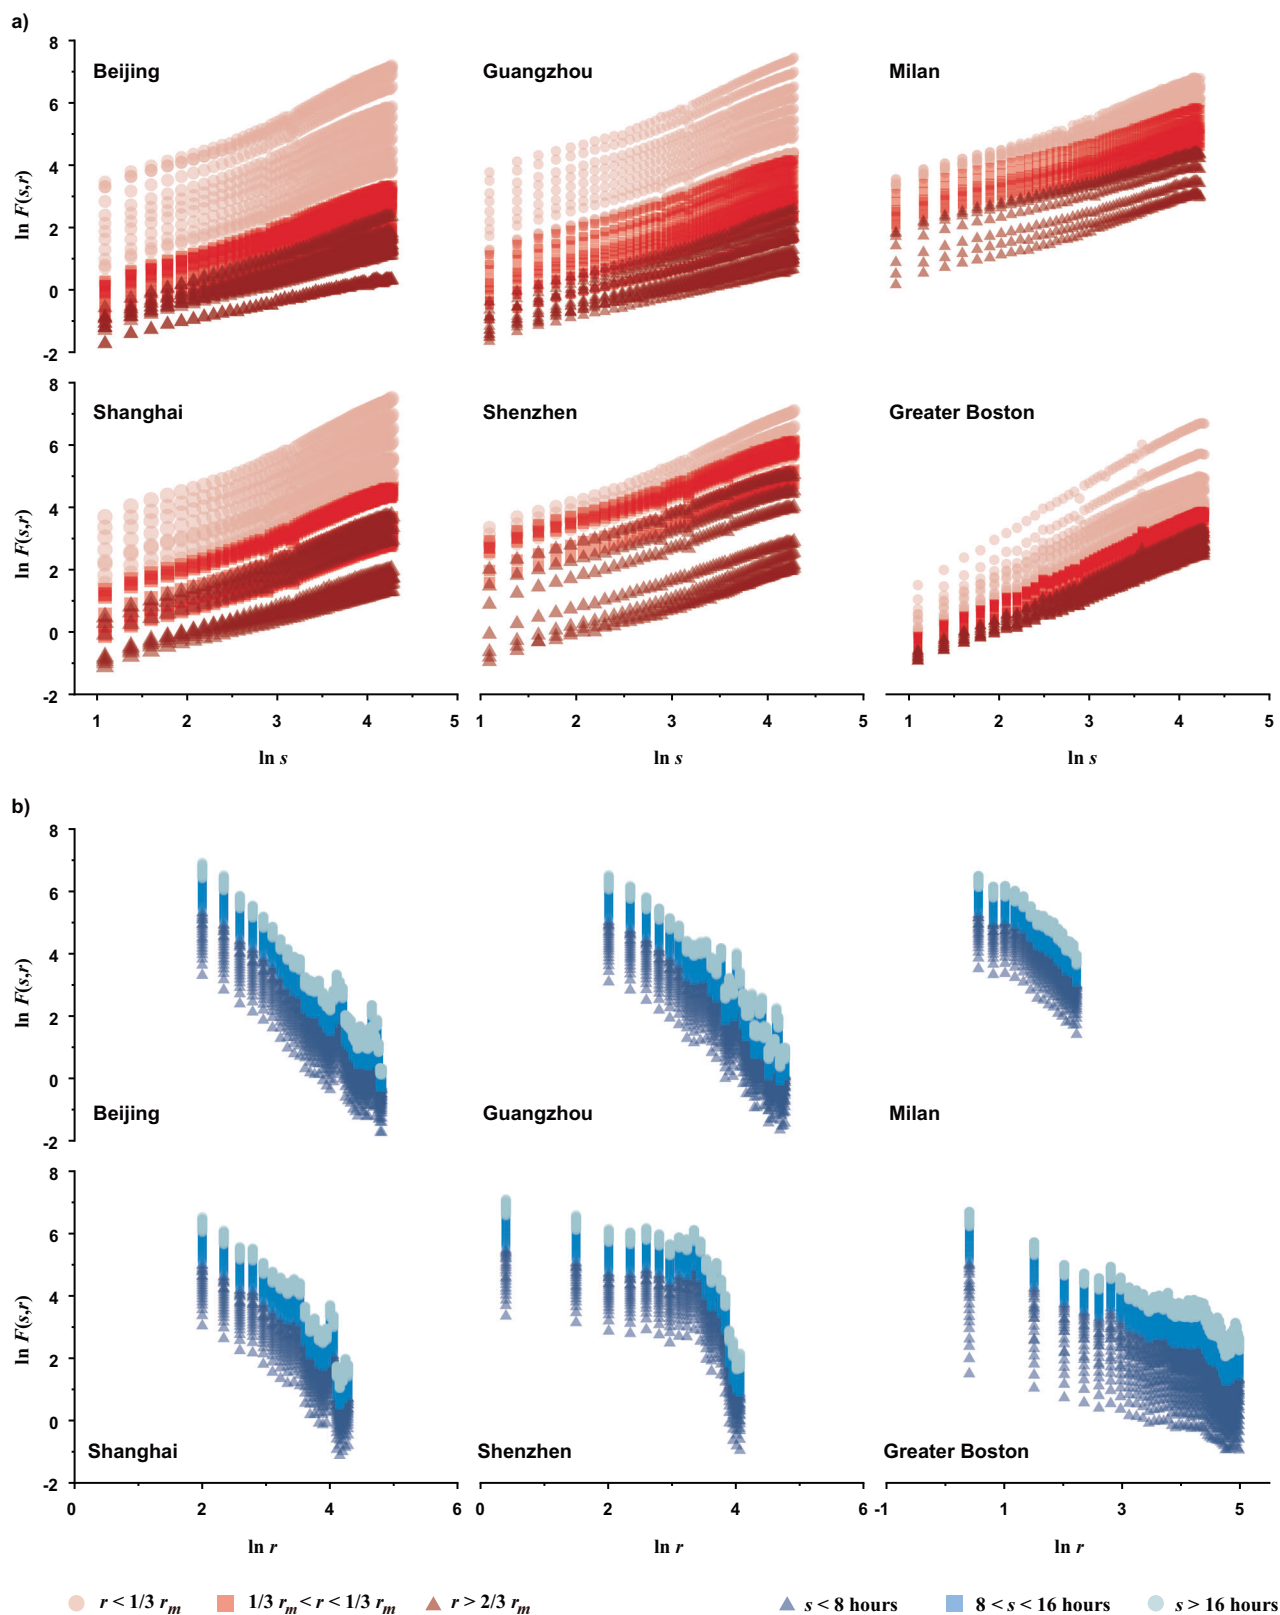 a)
8
6
4
2
0
-2
ln F(s,r)
Beijing
Guangzhou
Milan
8
6
4
2
0
-2
ln F(s,r)
Shanghai
Shenzhen
Greater Boston
1 2 3 4 5
1 2 3 4 5
1 2 3 4 5
ln s
ln s
ln s
b)
8
6
4
2
0
-2
ln F(s,r)
Beijing
Guangzhou
Milan
8
6
4
2
0
-2
ln F(s,r)
Shanghai
Shenzhen
Greater Boston
0 2 4 6
0 2 4 6
-1 1 3 5
ln r
ln r
ln r
r < 1/3 r_m
1/3 r_m < r < 1/3 r_m
r > 2/3 r_m
s < 8 hours
8 < s < 16 hours
s > 16 hours